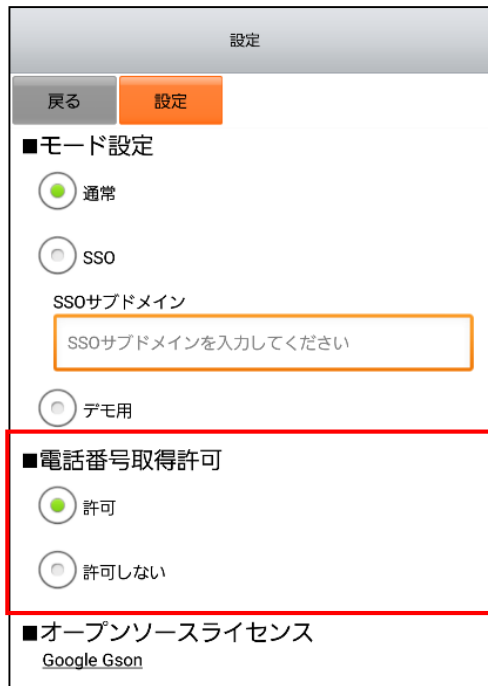 設定
戻る 設定
■モード設定
通常
SSO
SSOサブドメイン
SSOサブドメインを入力してください
デモ用
■電話番号取得許可
許可
許可しない
■オープンソースライセンス
Google Gson